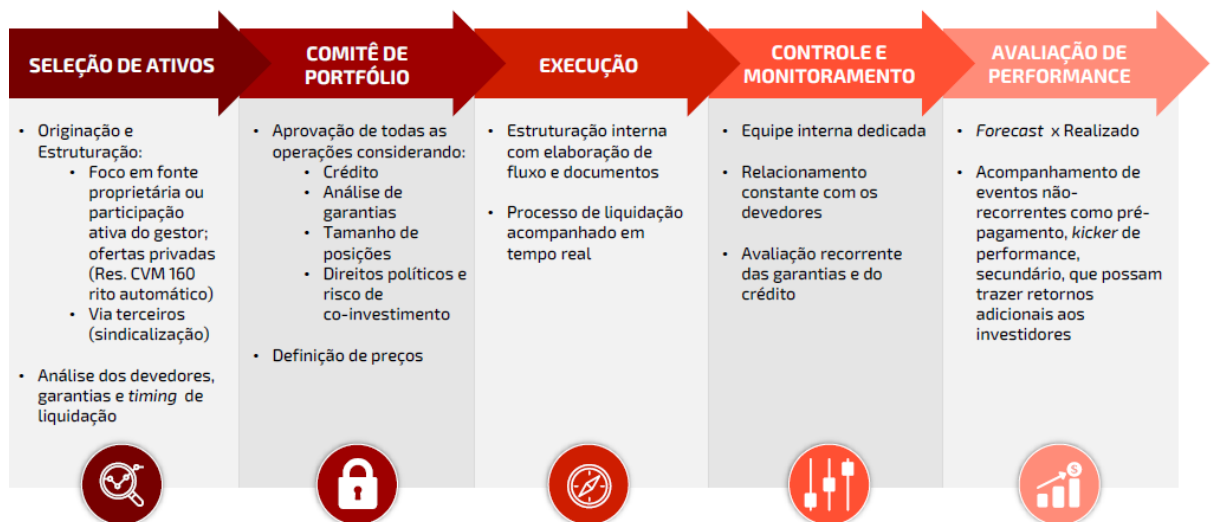 SELEÇÃO DE ATIVOS
• Originação e
Estruturação:
• Foco em fonte
proprietária ou
participação
ativa do gestor;
ofertas privadas
(Res. CVM 160
rito automático)
• Via terceiros
(sindicalização)
• Análise dos devedores,
garantias e timing de
liquidação
COMITÊ DE
PORTFÓLIO
• Aprovação de todas as
operações considerando:
• Crédito
• Análise de
garantias
• Tamanho de
posições
• Direitos políticos e
risco de
co-investimento
• Definição de preços
EXECUÇÃO
• Estruturação interna
com elaboração de
fluxo e documentos
• Processo de liquidação
acompanhado em
tempo real
CONTROLE E
MONITORAMENTO
• Equipe interna dedicada
• Relacionamento
constante com os
devedores
• Avaliação recorrente
das garantias e do
crédito
AVALIAÇÃO DE
PERFORMANCE
• Forecast x Realizado
• Acompanhamento de
eventos não-
recorrentes como pré-
pagamento, kicker de
performance,
secundário, que possam
trazer retornos
adicionais aos
investidores
$